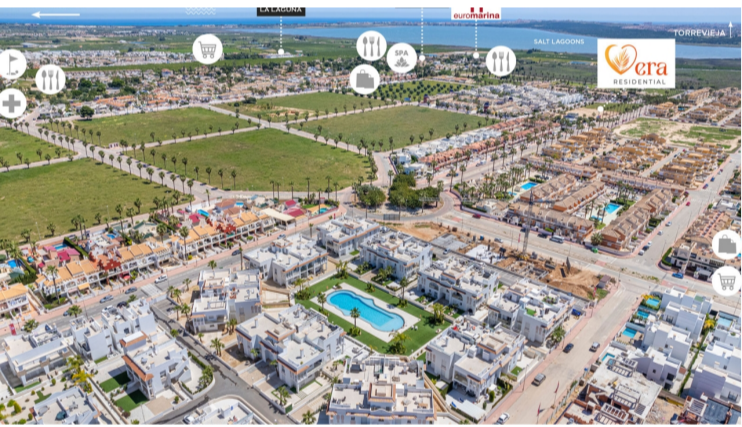 LA LAGUNA
euromarina
SALT LAGOONS
TORREVIEJA
Vera
RESIDENTIAL
SPA